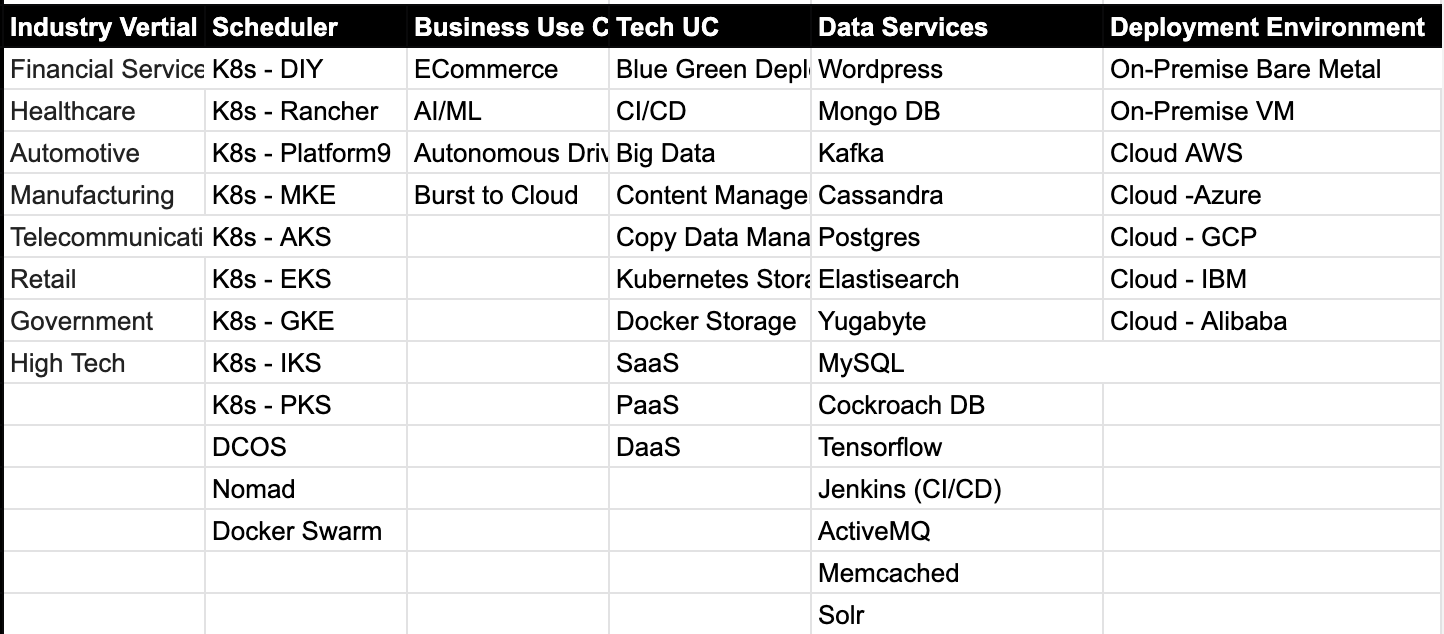 Industry Vertial Scheduler Business Use C Tech UC Data Services Deployment Environment
Financial Service K8s - DIY ECommerce Blue Green Depl Wordpress On-Premise Bare Metal
Healthcare K8s - Rancher AI/ML CI/CD Mongo DB On-Premise VM
Automotive K8s - Platform9 Autonomous Driv Big Data Kafka Cloud AWS
Manufacturing K8s - MKE Burst to Cloud Content Manage Cassandra Cloud -Azure
Telecommunicati K8s - AKS Copy Data Mana Postgres Cloud - GCP
Retail K8s - EKS Kubernetes Stora Elastisearch Cloud - IBM
Government K8s - GKE Docker Storage Yugabyte Cloud - Alibaba
High Tech K8s - IKS SaaS MySQL
K8s - PKS PaaS Cockroach DB
DCOS DaaS Tensorflow
Nomad Jenkins (CI/CD)
Docker Swarm ActiveMQ
Memcached
Solr